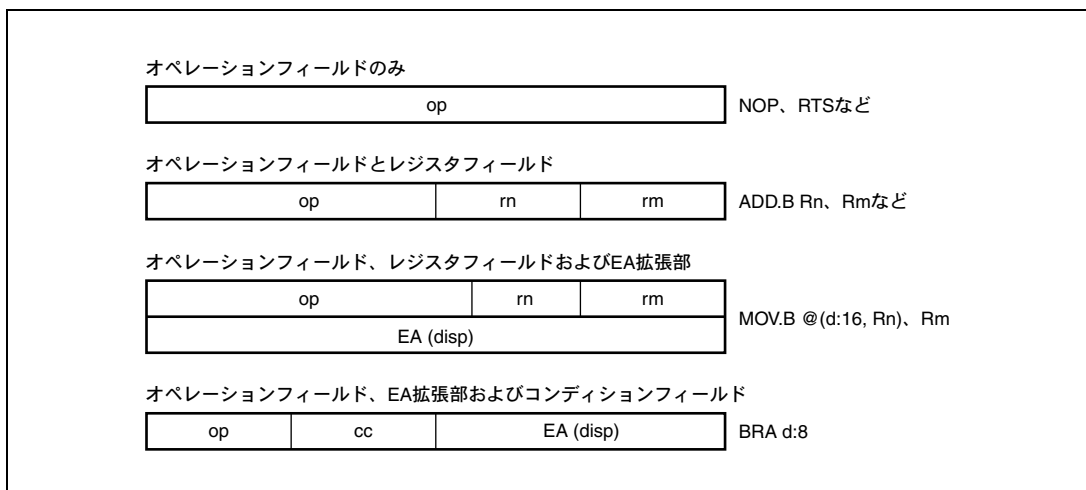 オペレーションフィールドのみ
op NOP、RTSなど
オペレーションフィールドとレジスタフィールド
op rn rm ADD.B Rn、Rmなど
オペレーションフィールド、レジスタフィールドおよびEA拡張部
op rn rm
EA (disp)
MOV.B @(d:16, Rn)、Rm
オペレーションフィールド、EA拡張部およびコンディションフィールド
op cc EA (disp) BRA d:8